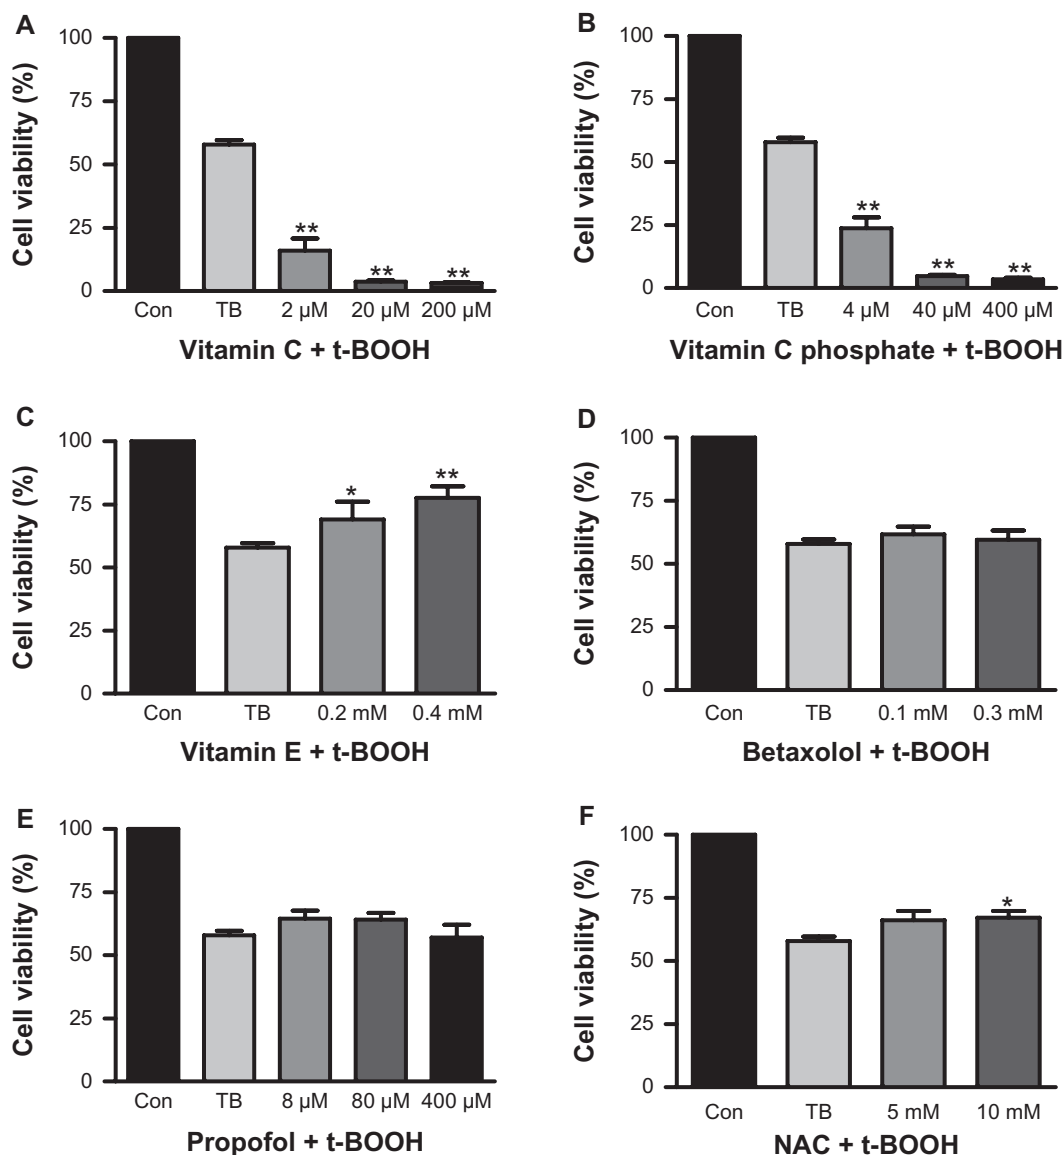 A
Cell viability (%)
100
75
50
25
0
**
**
**
Con TB 2 µM 20 µM 200 µM
Vitamin C + t-BOOH
B
Cell viability (%)
100
75
50
25
0
**
**
**
Con TB 4 µM 40 µM 400 µM
Vitamin C phosphate + t-BOOH
C
Cell viability (%)
100
75
50
25
0
*
**
Con TB 0.2 mM 0.4 mM
Vitamin E + t-BOOH
D
Cell viability (%)
100
75
50
25
0
Con TB 0.1 mM 0.3 mM
Betaxolol + t-BOOH
E
Cell viability (%)
100
75
50
25
0
Con TB 8 µM 80 µM 400 µM
Propofol + t-BOOH
F
Cell viability (%)
100
75
50
25
0
*
Con TB 5 mM 10 mM
NAC + t-BOOH